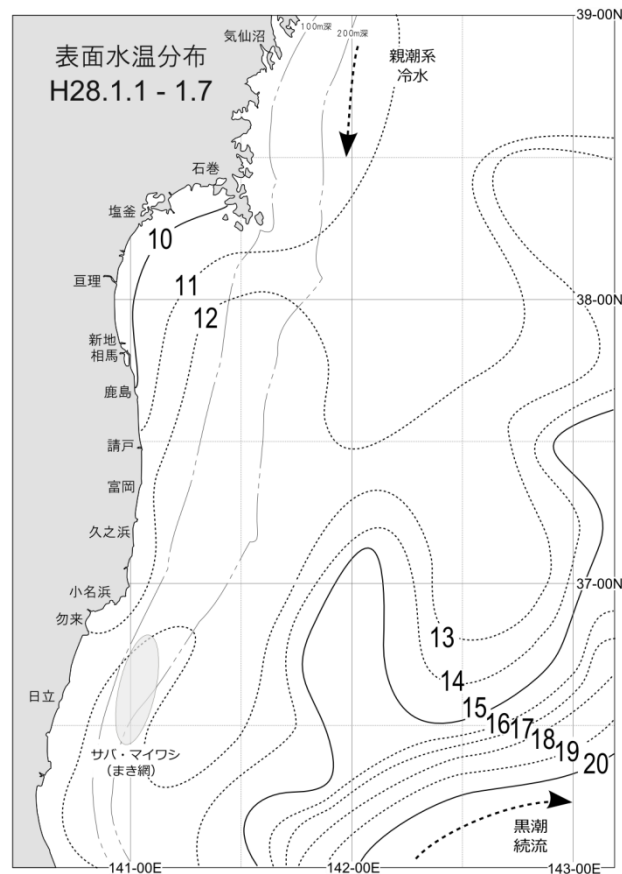 39-00N
100m深
200m深
気仙沼
表面水温分布
H28.1.1 - 1.7
親潮系
冷水
石巻
塩釜
10
亘理
11
38-00N
12
新地
相馬
鹿島
請戸
富岡
久之浜
37-00N
小名浜
勿来
13
14
日立
15
16
17
18
19
20
サバ・マイワシ
(まき網)
黒潮
続流
141-00E
142-00E
143-00E